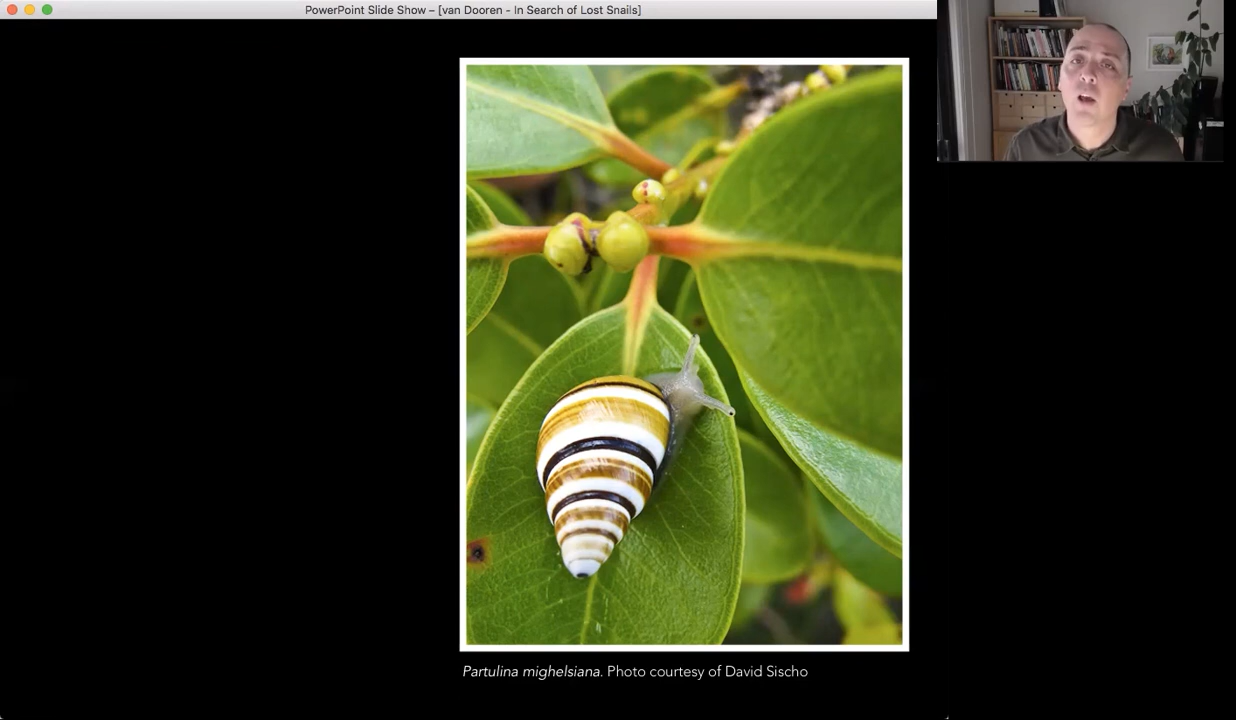 PowerPoint Slide Show – [van Dooren - In Search of Lost Snails]
Partulina mighelsiana. Photo courtesy of David Sischo